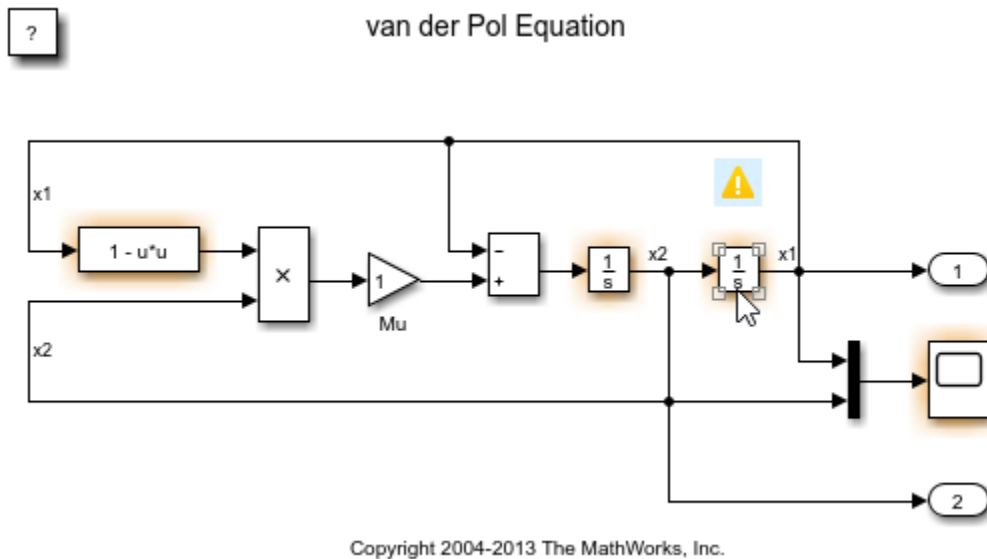 van der Pol Equation
?
x1
1 - u*u
×
1
Mu
−
+
1
s
x2
1
s
x1
1
x2
2
Copyright 2004-2013 The MathWorks, Inc.